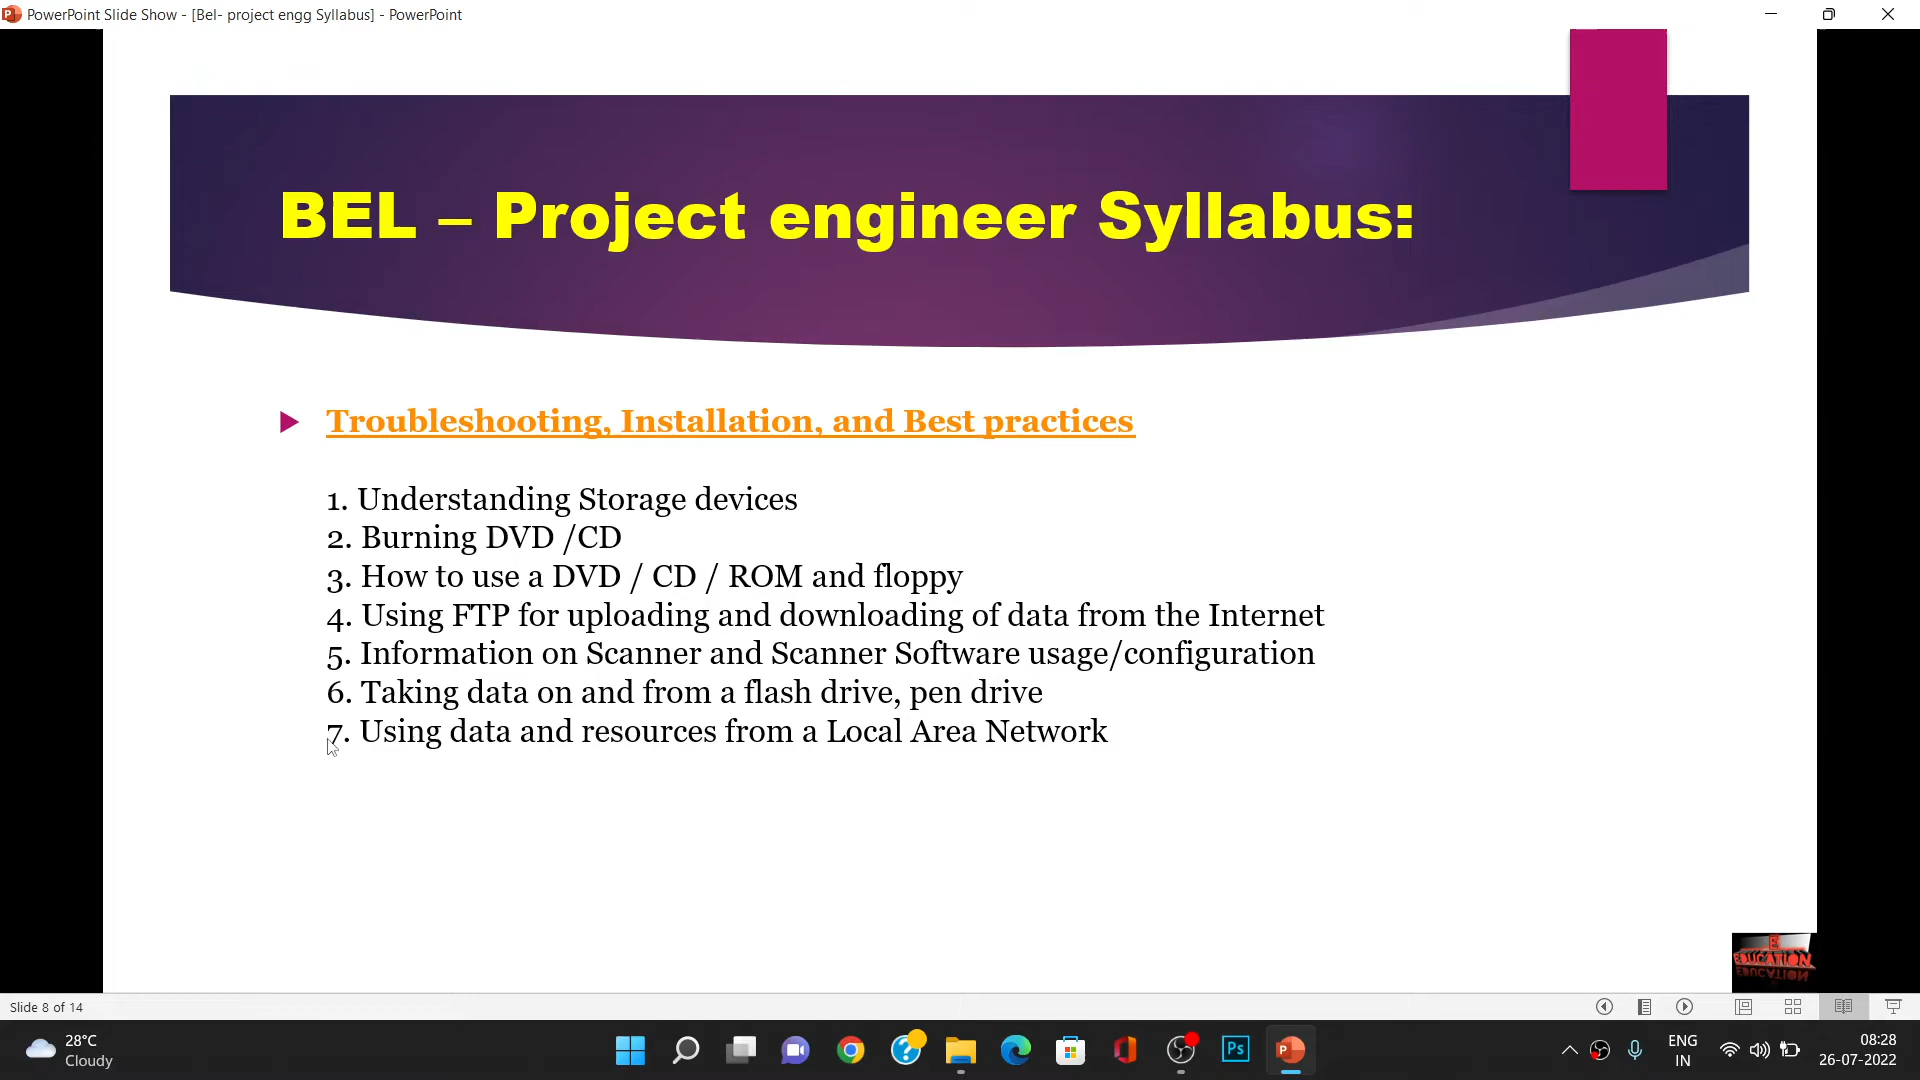 PowerPoint Slide Show - [Bel- project engg Syllabus] - PowerPoint
BEL – Project engineer Syllabus:
Troubleshooting, Installation, and Best practices
1. Understanding Storage devices
2. Burning DVD /CD
3. How to use a DVD / CD / ROM and floppy
4. Using FTP for uploading and downloading of data from the Internet
5. Information on Scanner and Scanner Software usage/configuration
6. Taking data on and from a flash drive, pen drive
7. Using data and resources from a Local Area Network
E
EDUCATION
Slide 8 of 14
28°C
Cloudy
Ps
P
ENG
IN
08:28
26-07-2022